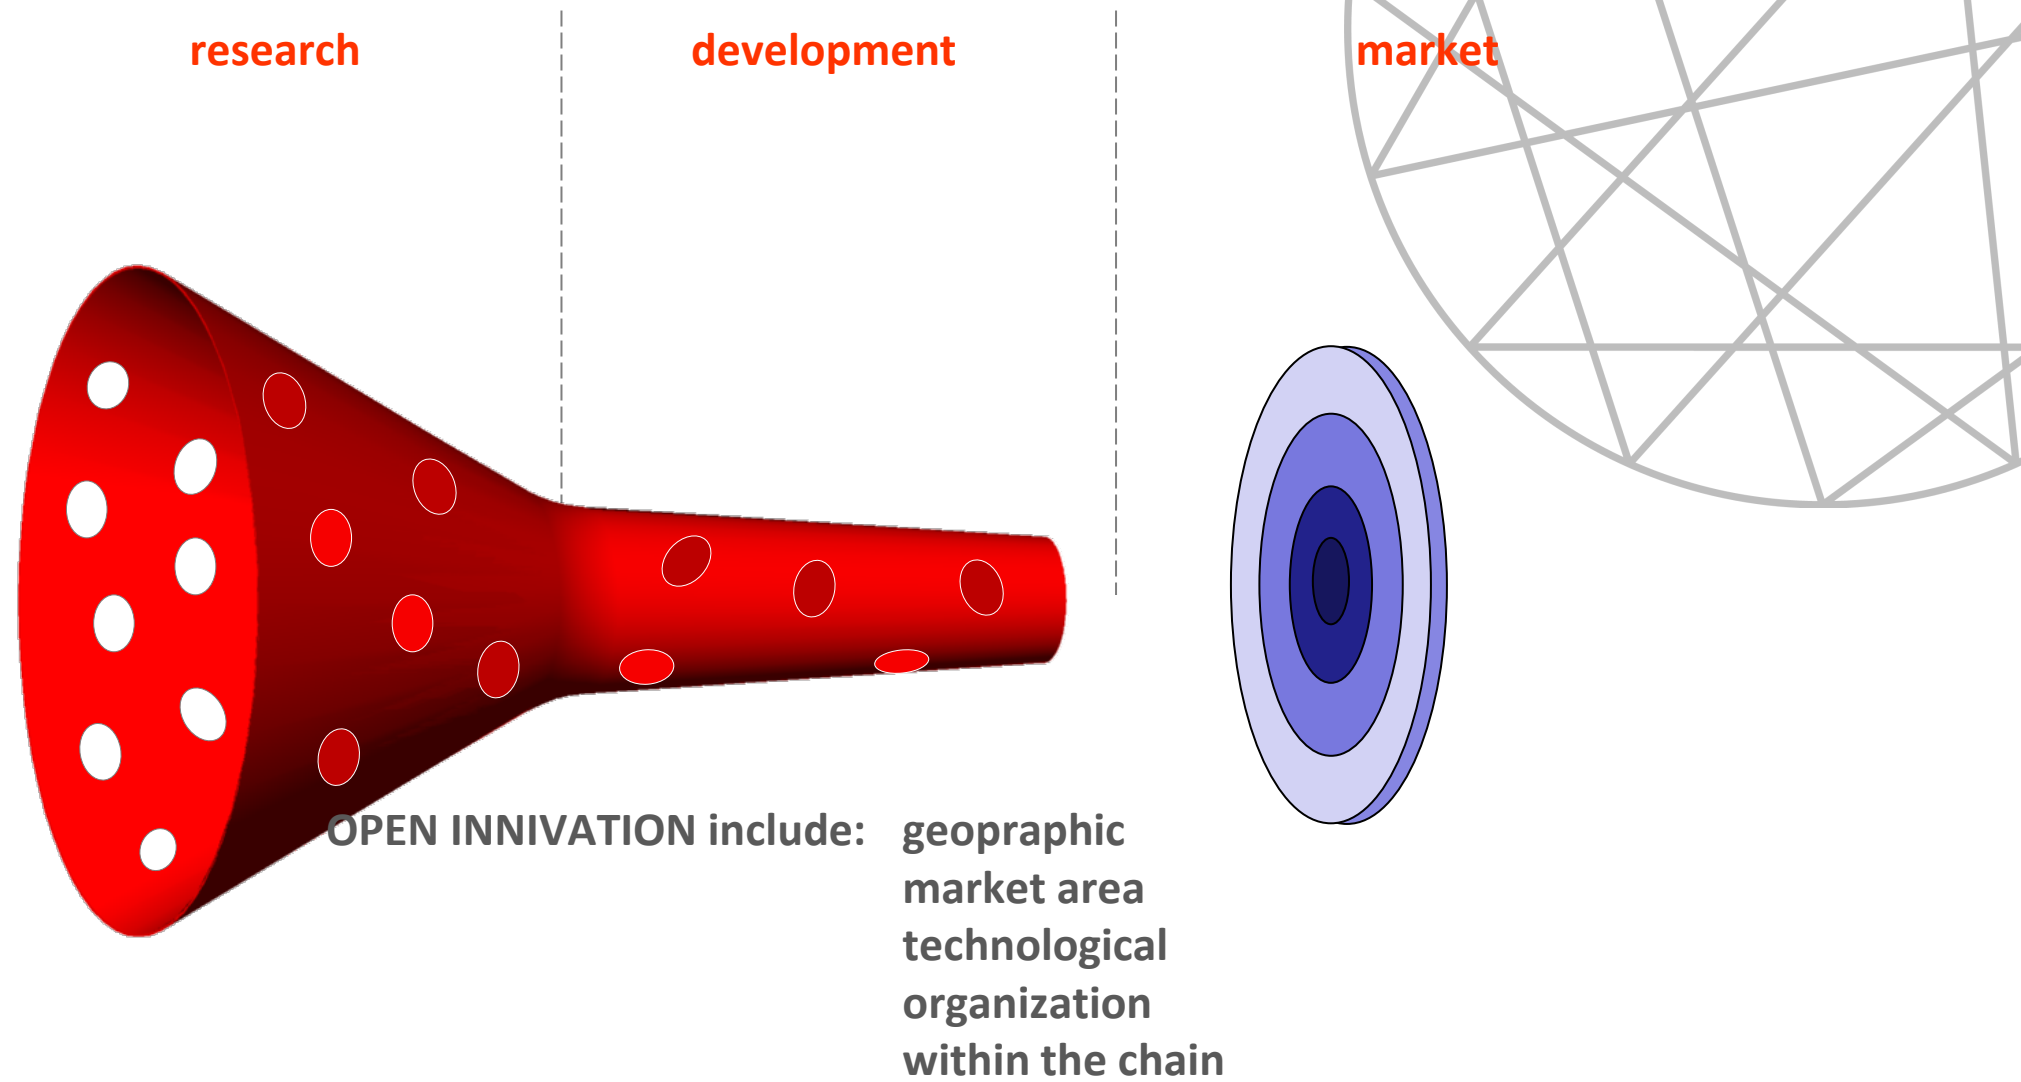 research development market
OPEN INNIVATION include: geopraphic
market area
technological
organization
within the chain